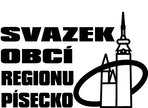 SVAZEK
OBCÍ
REGIONU
PÍSECKO